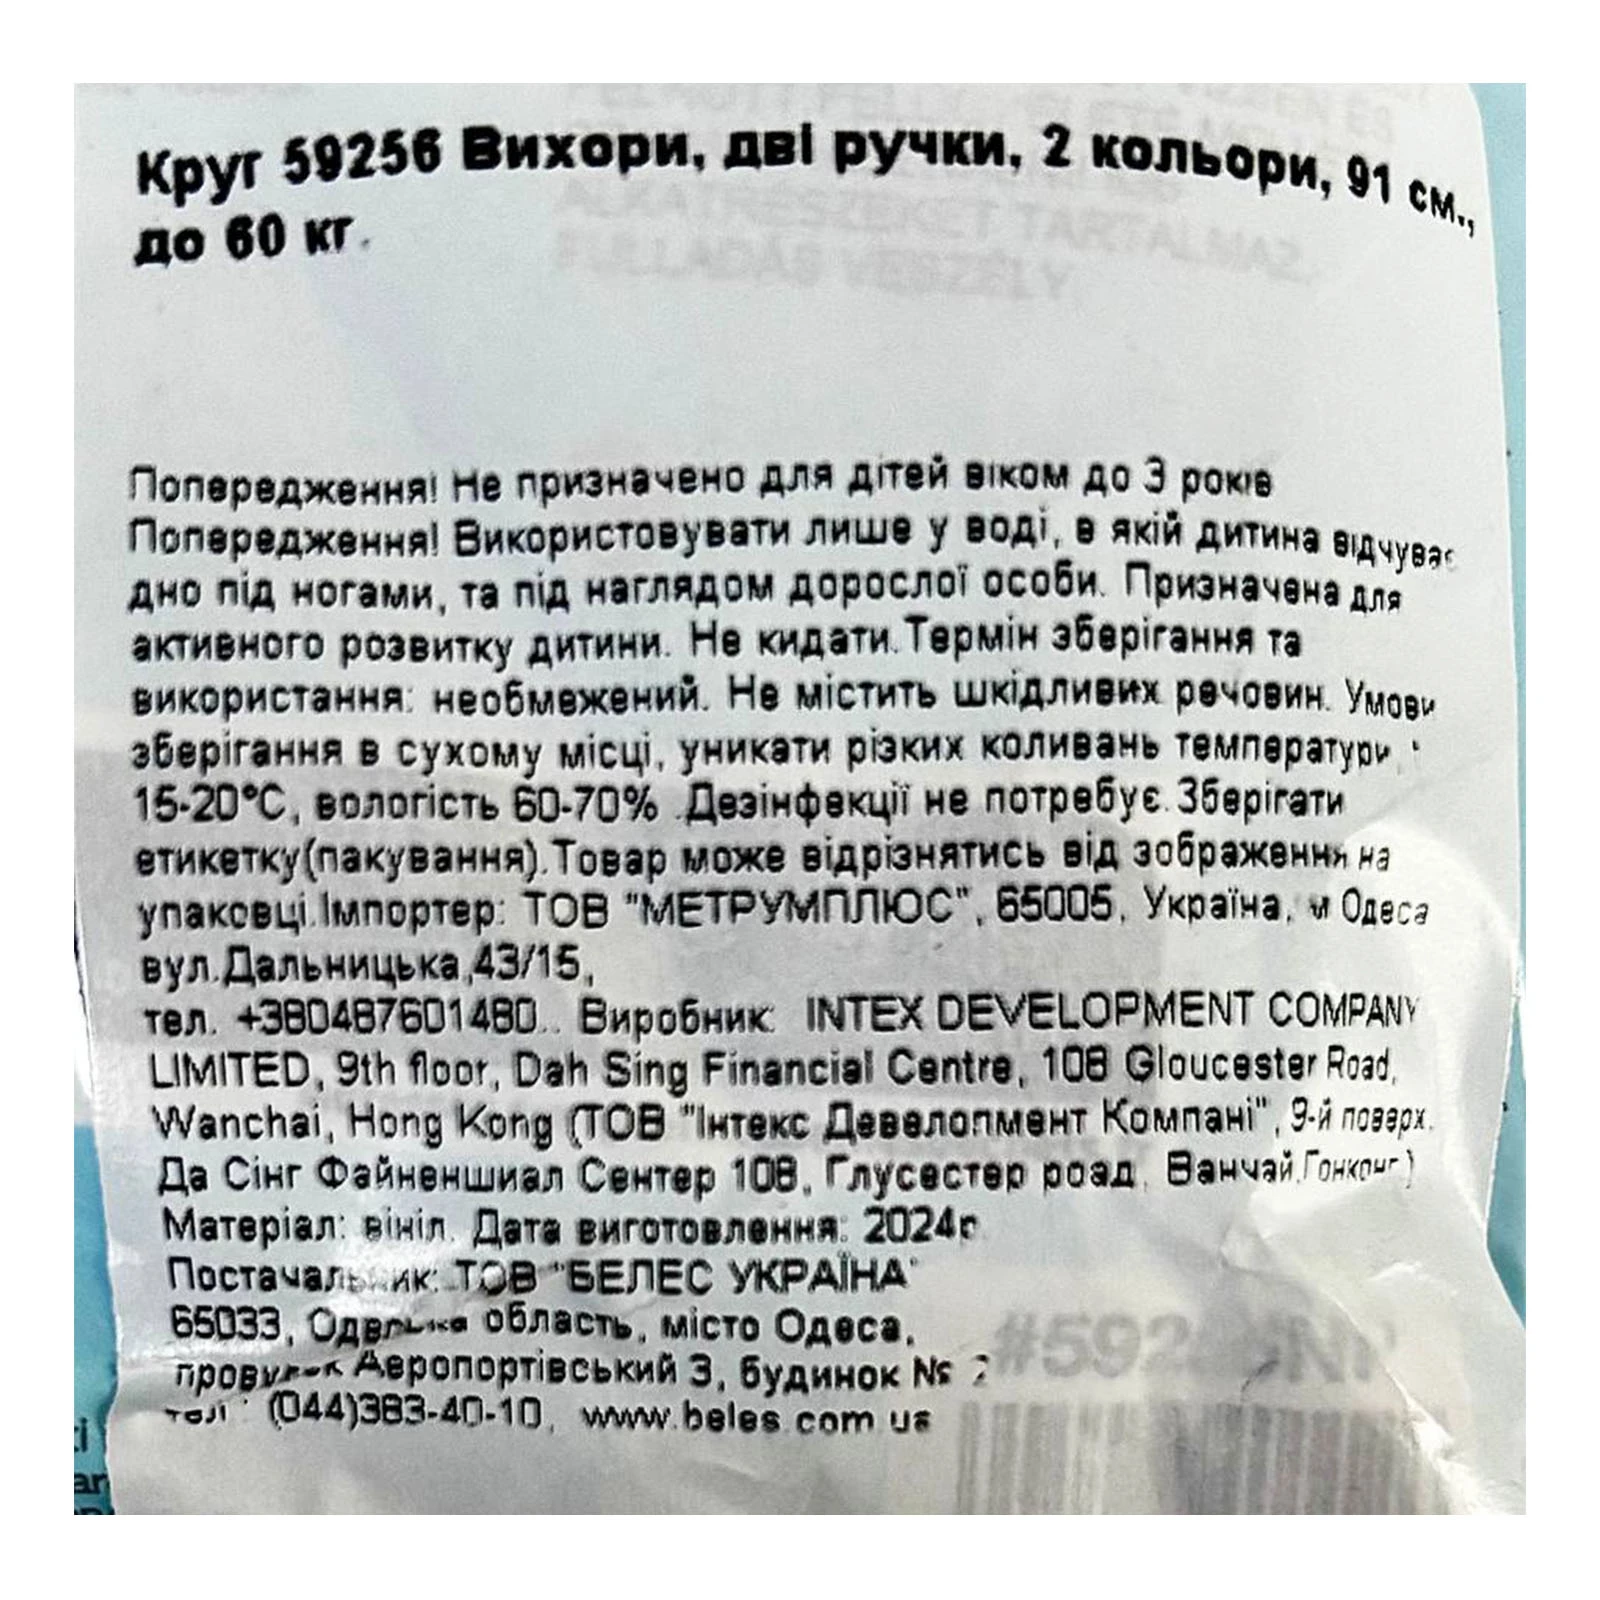 Круг 59256 Вихори, дві ручки, 2 кольори, 91 см.,
до 60 кг.
Попередження! Не призначено для дітей віком до 3 років
Попередження! Використовувати лише у воді, в якій дитина відчуває
дно під ногами, та під наглядом дорослої особи. Призначена для
активного розвитку дитини. Не кидати.Термін зберігання та
використання: необмежений. Не містить шкідливих речовин. Умови
зберігання в сухому місці, уникати різких коливань температури,
15-20°C, вологість 60-70% .Дезінфекції не потребує.Зберігати
етикетку(пакування).Товар може відрізнятись від зображення на
упаковці.Імпортер: ТОВ "МЕТРУМПЛЮС", 65005, Україна, м Одеса
вул.Дальницька,43/15,
тел. +380487601480.. Виробник: INTEX DEVELOPMENT COMPANY
LIMITED, 9th floor, Dah Sing Financial Centre, 108 Gloucester Road,
Wanchai, Hong Kong (ТОВ "Інтекс Девелопмент Компані", 9-й поверх.
Да Сінг Файненшиал Сентер 108, Глусестер роад, Ванчай,Гонконг)
Матеріал: вініл. Дата виготовлення: 2024г
Постачальник: ТОВ "БЕЛЕС УКРАЇНА"
65033, Одеська область, місто Одеса,
провулок Аеропортівський 3, будинок № 2
тел : (044)383-40-10, www.beles.com.ua